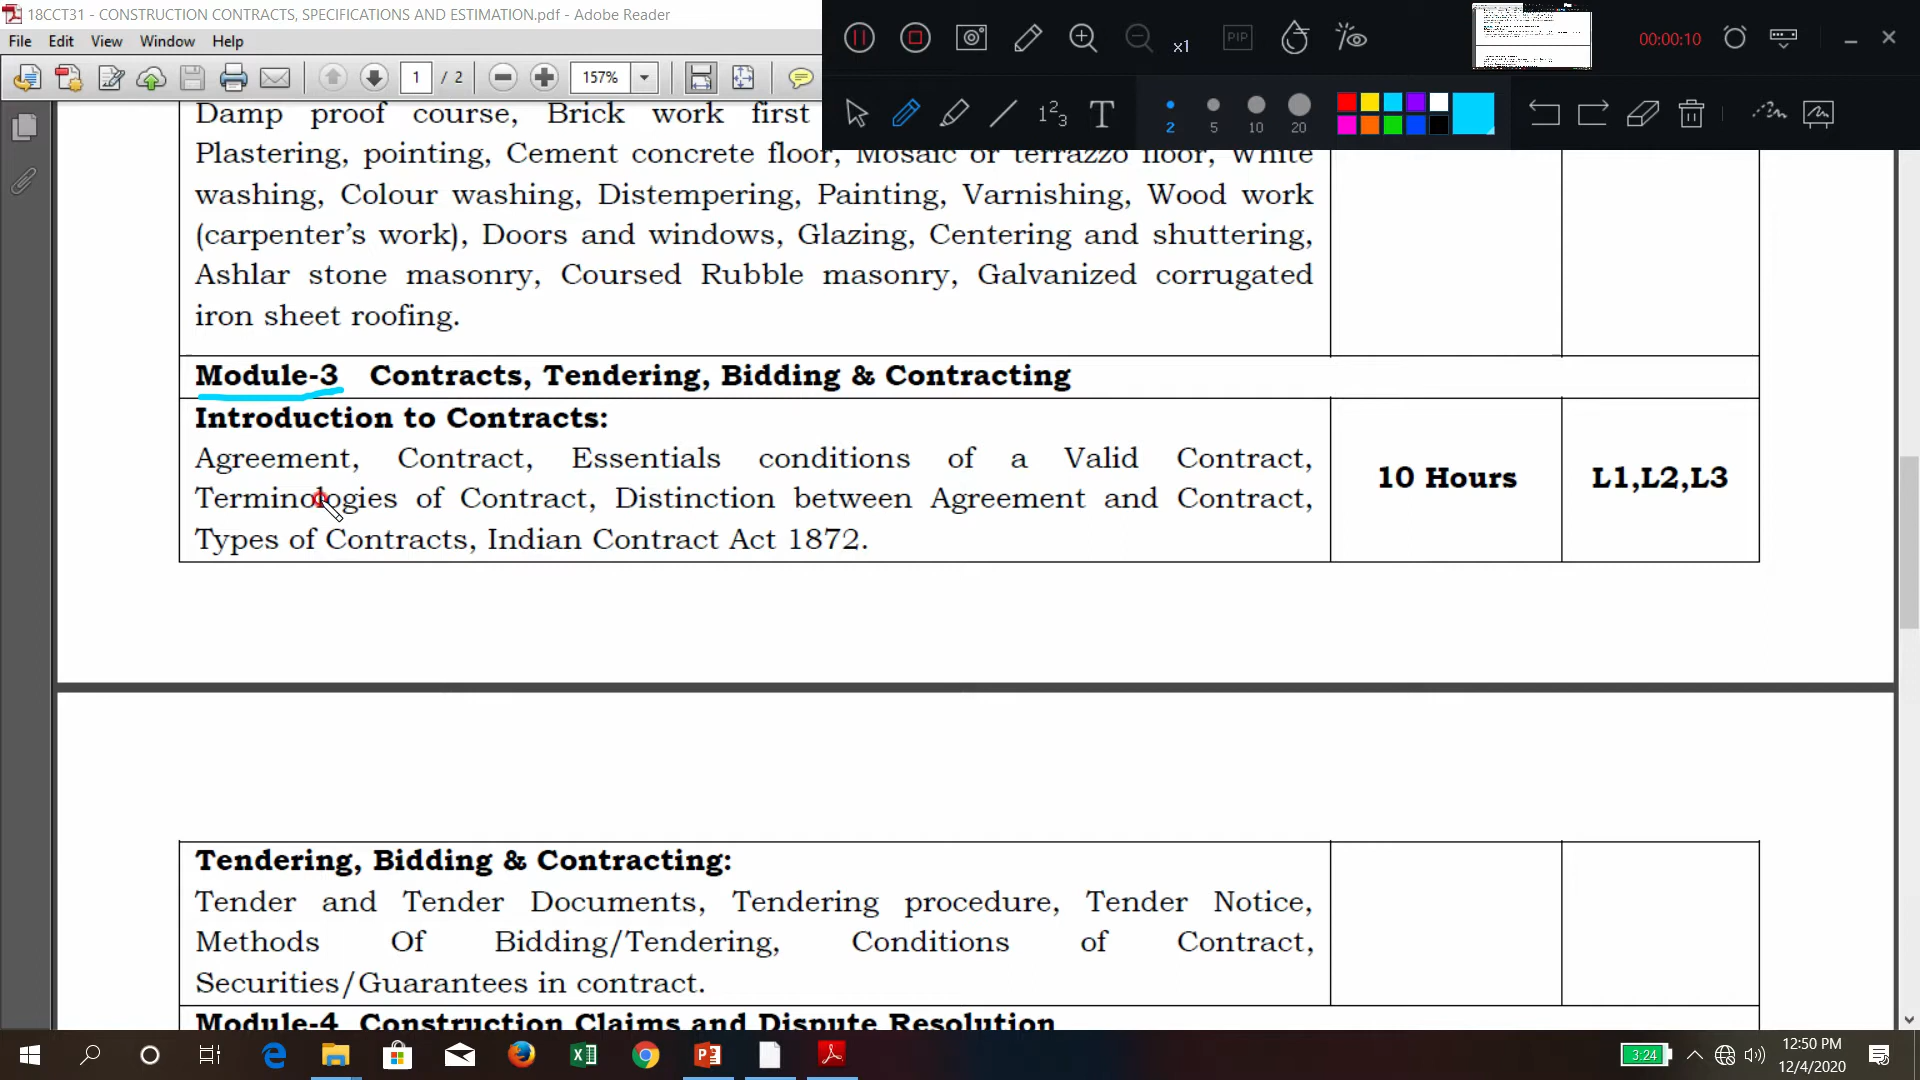 18CCT31 - CONSTRUCTION CONTRACTS, SPECIFICATIONS AND ESTIMATION.pdf - Adobe Reader
File Edit View Window Help
1 / 2 157%
x1
PIP
00:00:10
2 5 10 20
Damp proof course, Brick work first
Plastering, pointing, Cement concrete floor, Mosaic or terrazzo floor, White
washing, Colour washing, Distempering, Painting, Varnishing, Wood work
(carpenter's work), Doors and windows, Glazing, Centering and shuttering,
Ashlar stone masonry, Coursed Rubble masonry, Galvanized corrugated
iron sheet roofing.
Module-3 Contracts, Tendering, Bidding & Contracting
Introduction to Contracts:
Agreement, Contract, Essentials conditions of a Valid Contract,
Terminologies of Contract, Distinction between Agreement and Contract,
Types of Contracts, Indian Contract Act 1872.
10 Hours
L1,L2,L3
Tendering, Bidding & Contracting:
Tender and Tender Documents, Tendering procedure, Tender Notice,
Methods Of Bidding/Tendering, Conditions of Contract,
Securities/Guarantees in contract.
Module-4 Construction Claims and Dispute Resolution
3:24
12:50 PM
12/4/2020